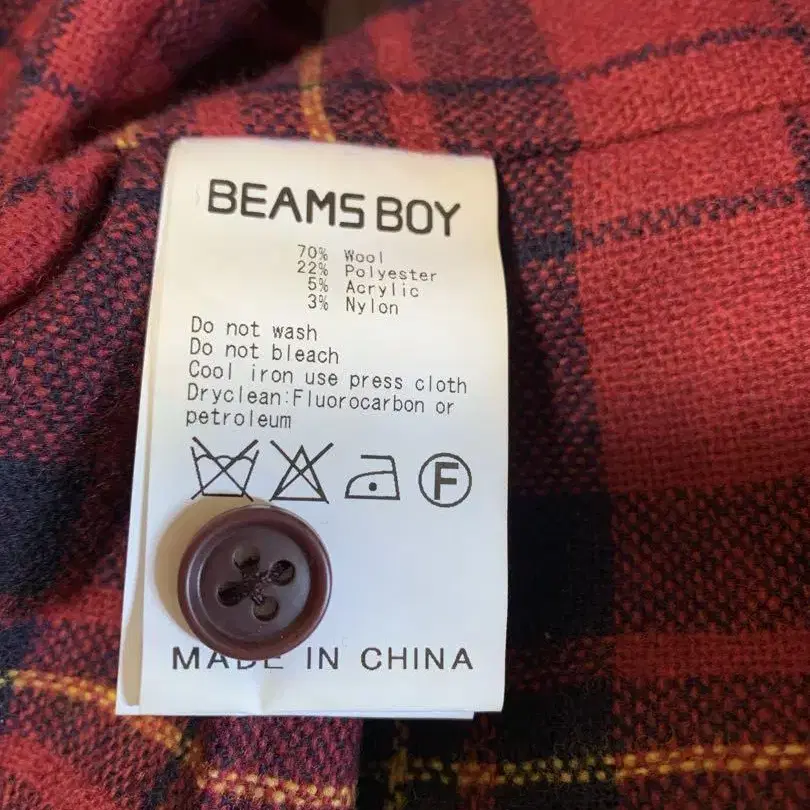 BEAMS BOY
70% Wool
22% Polyester
5% Acrylic
3% Nylon
Do not wash
Do not bleach
Cool iron use press cloth
Dryclean:Fluorocarbon or
petroleum
F
MADE IN CHINA